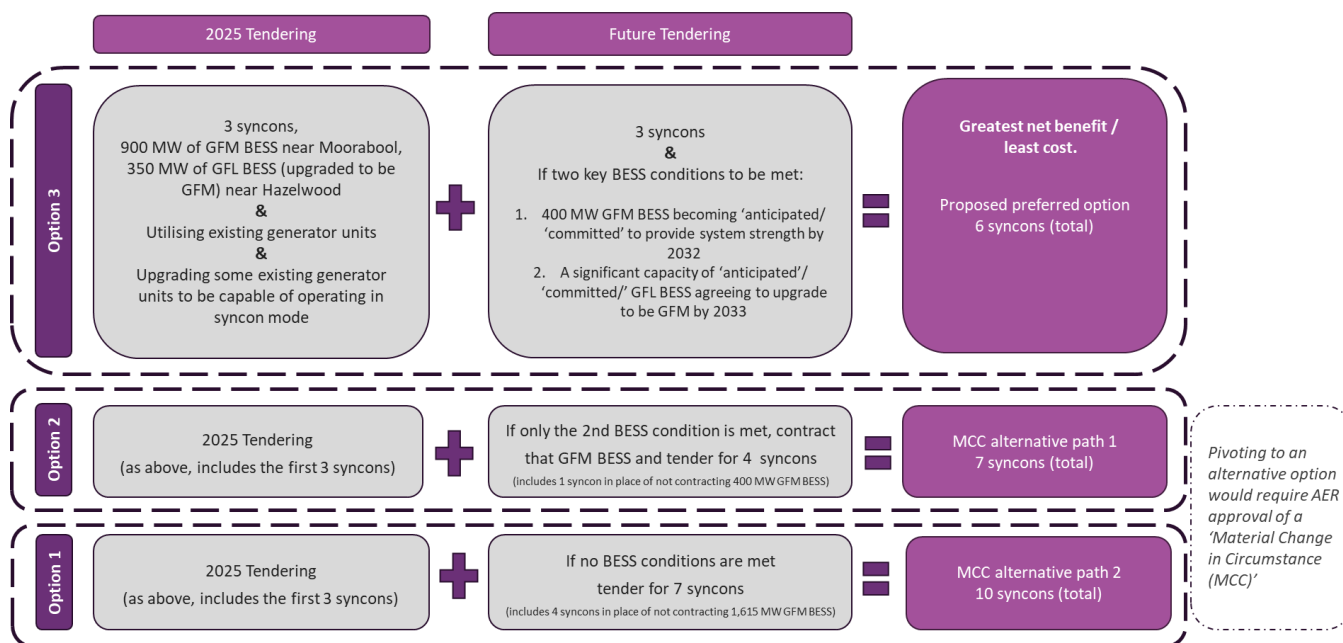 2025 Tendering
Future Tendering
Option 3
3 syncons,
900 MW of GFM BESS near Moorabool,
350 MW of GFL BESS (upgraded to be
GFM) near Hazelwood
&
Utilising existing generator units
&
Upgrading some existing generator
units to be capable of operating in
syncon mode
3 syncons
&
If two key BESS conditions to be met:
1. 400 MW GFM BESS becoming ‘anticipated/
‘committed’ to provide system strength by
2032
2. A significant capacity of ‘anticipated’/
‘committed/’ GFL BESS agreeing to upgrade
to be GFM by 2033
Greatest net benefit /
least cost.
Proposed preferred option
6 syncons (total)
Option 2
2025 Tendering
(as above, includes the first 3 syncons)
If only the 2nd BESS condition is met, contract
that GFM BESS and tender for 4 syncons
(includes 1 syncon in place of not contracting 400 MW GFM BESS)
MCC alternative path 1
7 syncons (total)
Option 1
2025 Tendering
(as above, includes the first 3 syncons)
If no BESS conditions are met
tender for 7 syncons
(includes 4 syncons in place of not contracting 1,615 MW GFM BESS)
MCC alternative path 2
10 syncons (total)
Pivoting to an
alternative option
would require AER
approval of a
‘Material Change
in Circumstance
(MCC)’